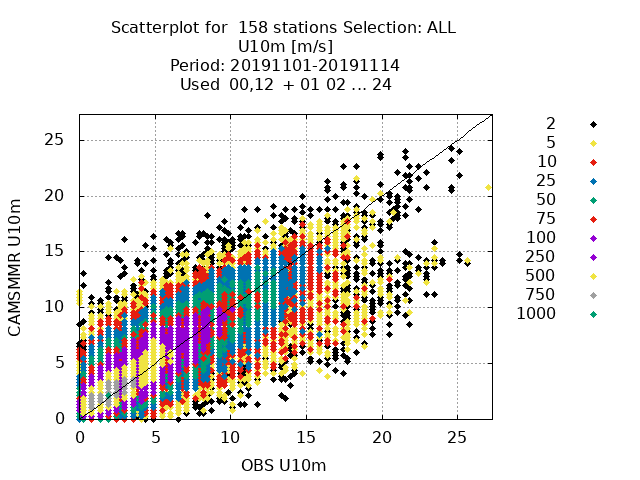 Scatterplot for  158 stations Selection: ALL
U10m [m/s]
Period: 20191101-20191114
Used  00,12  + 01 02 ... 24
25
20
15
10
5
0
0 5 10 15 20 25
CAMSMMR U10m
OBS U10m
2
5
10
25
50
75
100
250
500
750
1000